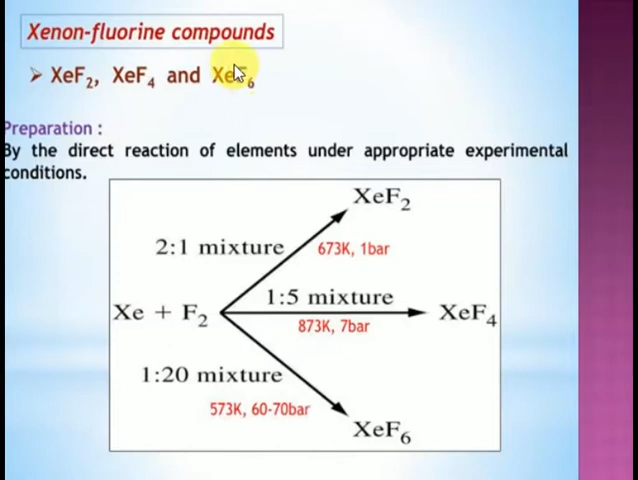 Xenon-fluorine compounds
➢ XeF₂, XeF₄ and XeF₆
Preparation :
By the direct reaction of elements under appropriate experimental
conditions.
XeF₂
2:1 mixture
673K, 1bar
1:5 mixture
Xe + F₂
XeF₄
873K, 7bar
1:20 mixture
573K, 60-70bar
XeF₆